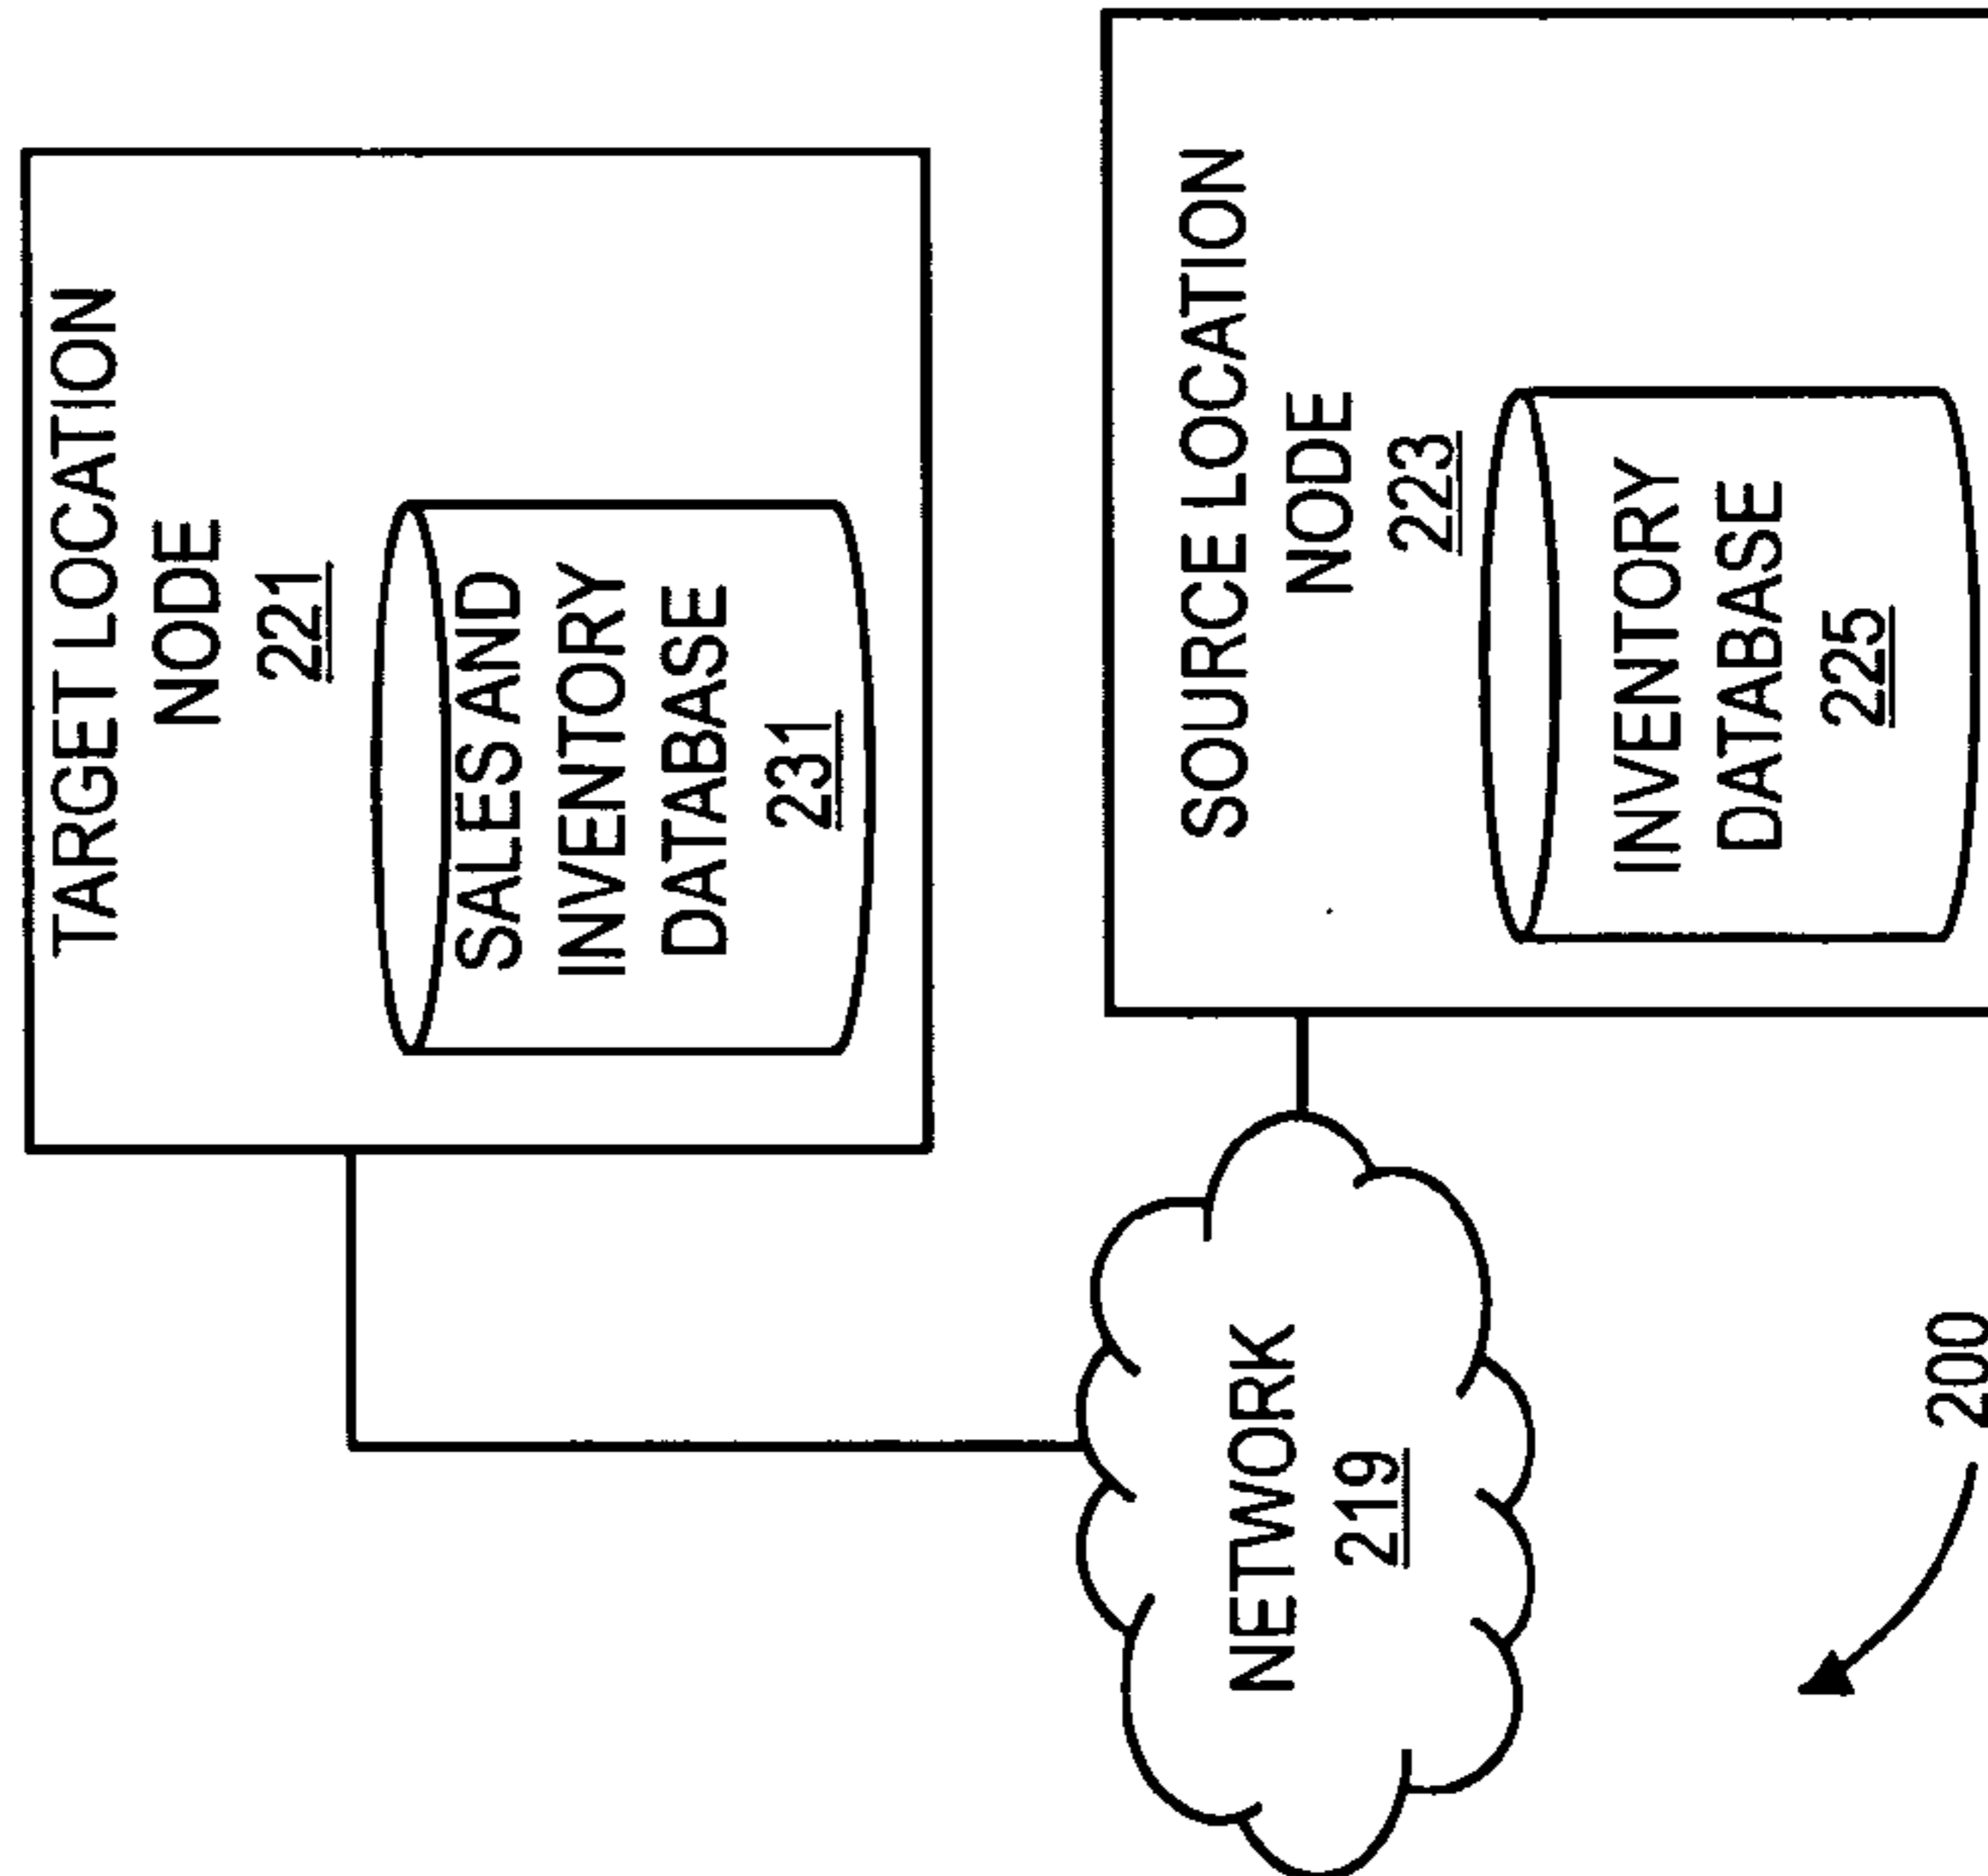 TARGET LOCATION
NODE
221
SALES AND
INVENTORY
DATABASE
231
SOURCE LOCATION
NODE
223
INVENTORY
DATABASE
225
NETWORK
219
200